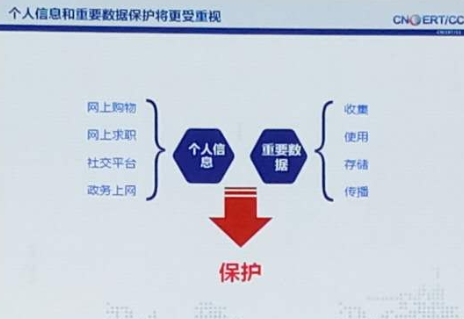 个人信息和重要数据保护将更受重视
CNCERT/CC
网上购物
网上求职
社交平台
政务上网
个人信
息
重要数
据
收集
使用
存储
传播
保护